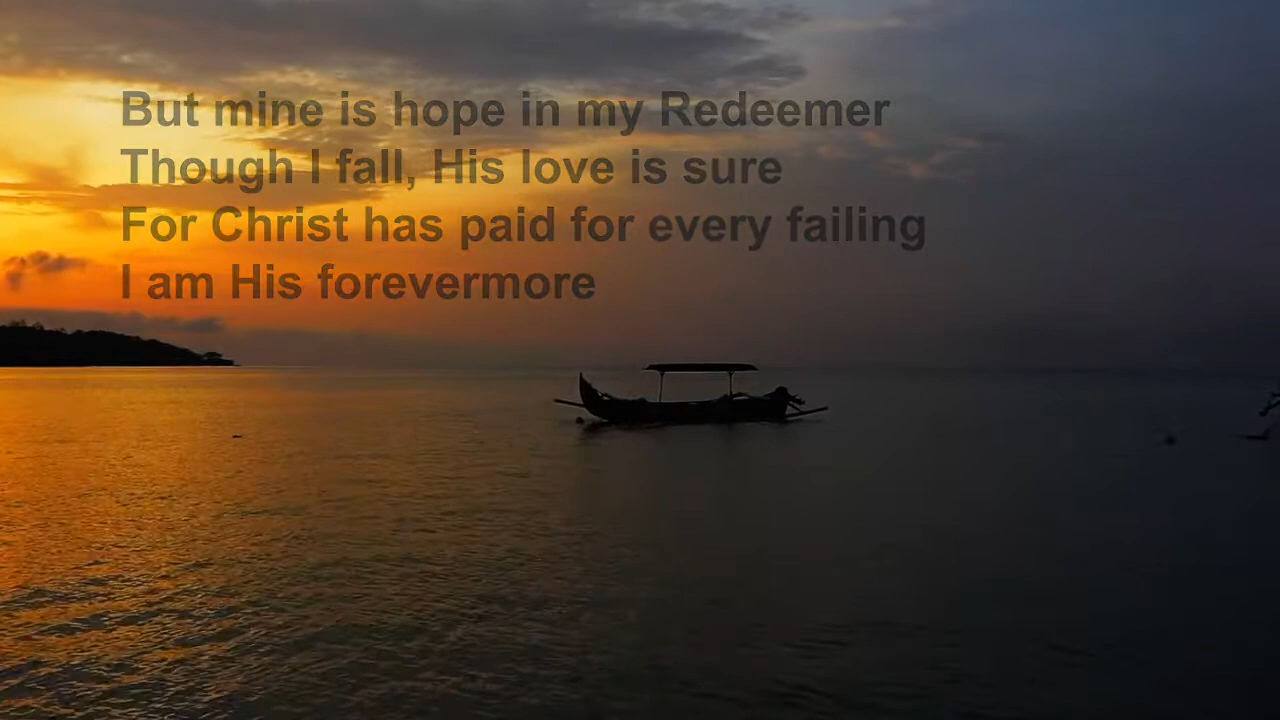 But mine is hope in my Redeemer
Though I fall, His love is sure
For Christ has paid for every failing
I am His forevermore